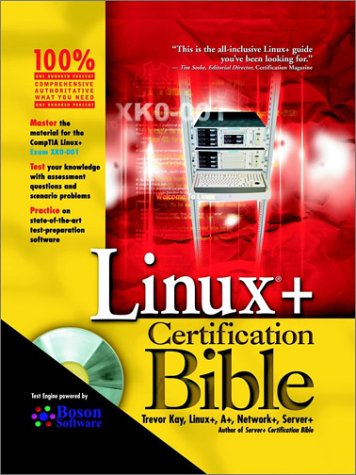 100%
ONE HUNDRED PERCENT
COMPREHENSIVE
AUTHORITATIVE
WHAT YOU NEED
ONE HUNDRED PERCENT
Master the
material for the
CompTIA Linux+
Exam XK0-001
Test your knowledge
with assessment
questions and
scenario problems
Practice on
state-of-the-art
test-preparation
software
"This is the all-inclusive Linux+ guide
you've been looking for."
— Tim Sosbe, Editorial Director, Certification Magazine
XK0-001
Welcome to
Linux®+
Certification
Bible
Trevor Kay, Linux+, A+, Network+, Server+
Author of Server+ Certification Bible
Test Engine powered by
Boson
Software